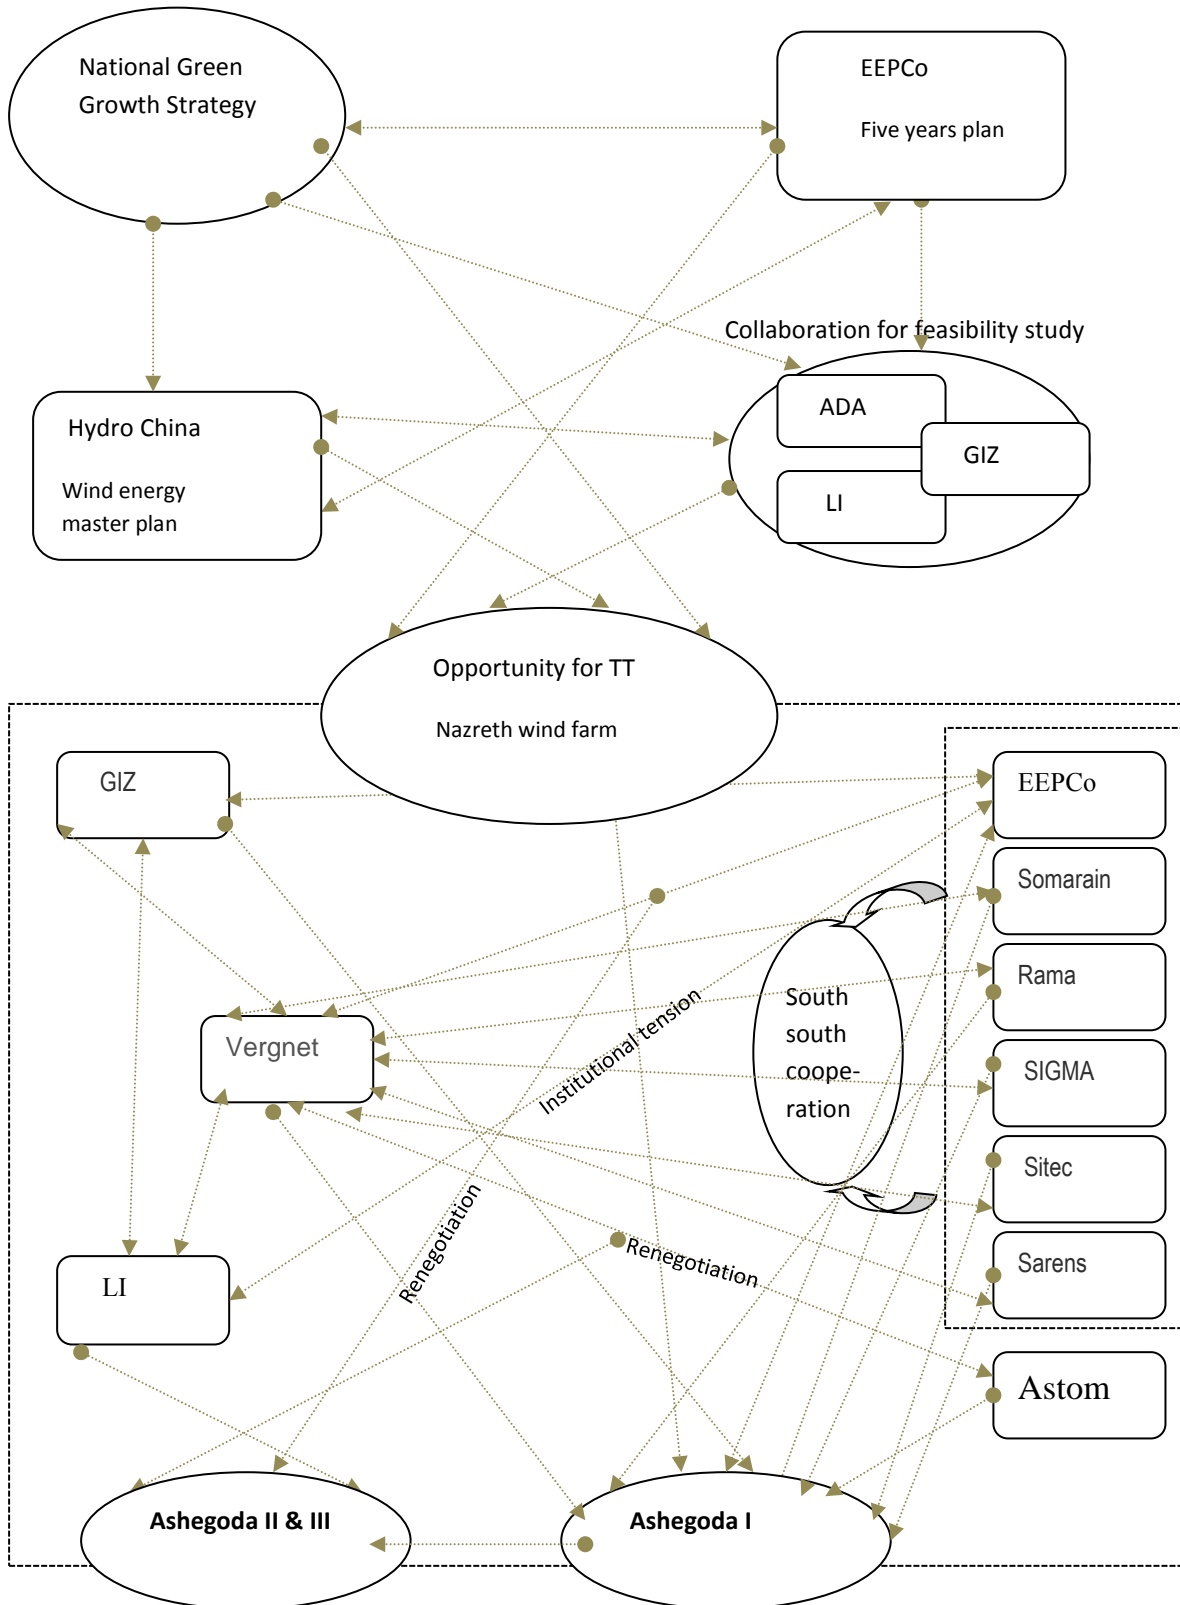 National Green
Growth Strategy
EEPCo
Five years plan
Collaboration for feasibility study
Hydro China
Wind energy
master plan
ADA
GIZ
LI
Opportunity for TT
Nazreth wind farm
GIZ
EEPCo
Somarain
Rama
South
south
coope-
ration
Institutional tension
Vergnet
SIGMA
Sitec
Renegotiation
Renegotiation
LI
Sarens
Astom
Ashegoda II & III
Ashegoda I